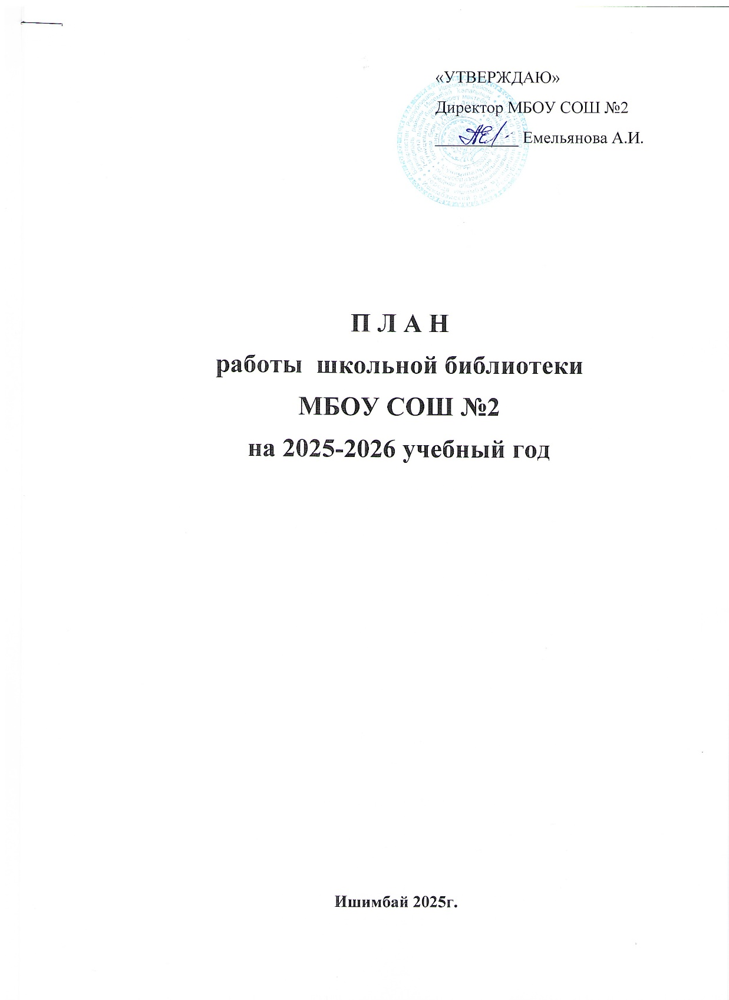 «УТВЕРЖДАЮ»
Директор МБОУ СОШ №2
Емельянова А.И.
П Л А Н
работы школьной библиотеки
МБОУ СОШ №2
на 2025-2026 учебный год
Ишимбай 2025г.